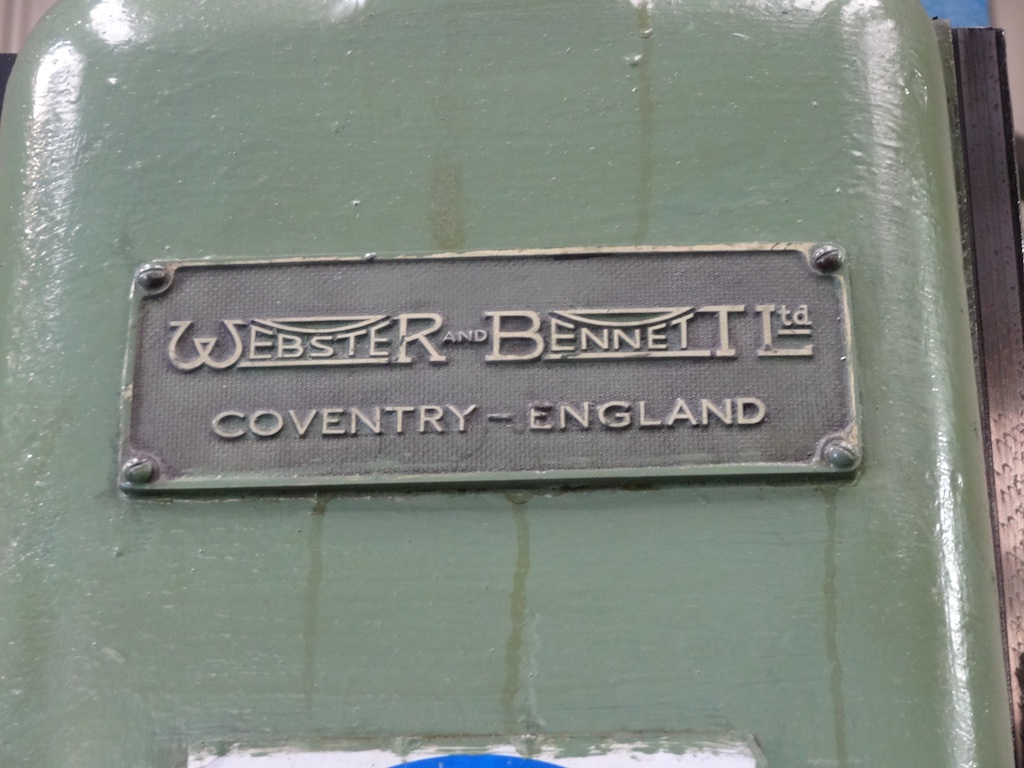 WEBSTER AND BENNETT Ltd
COVENTRY - ENGLAND